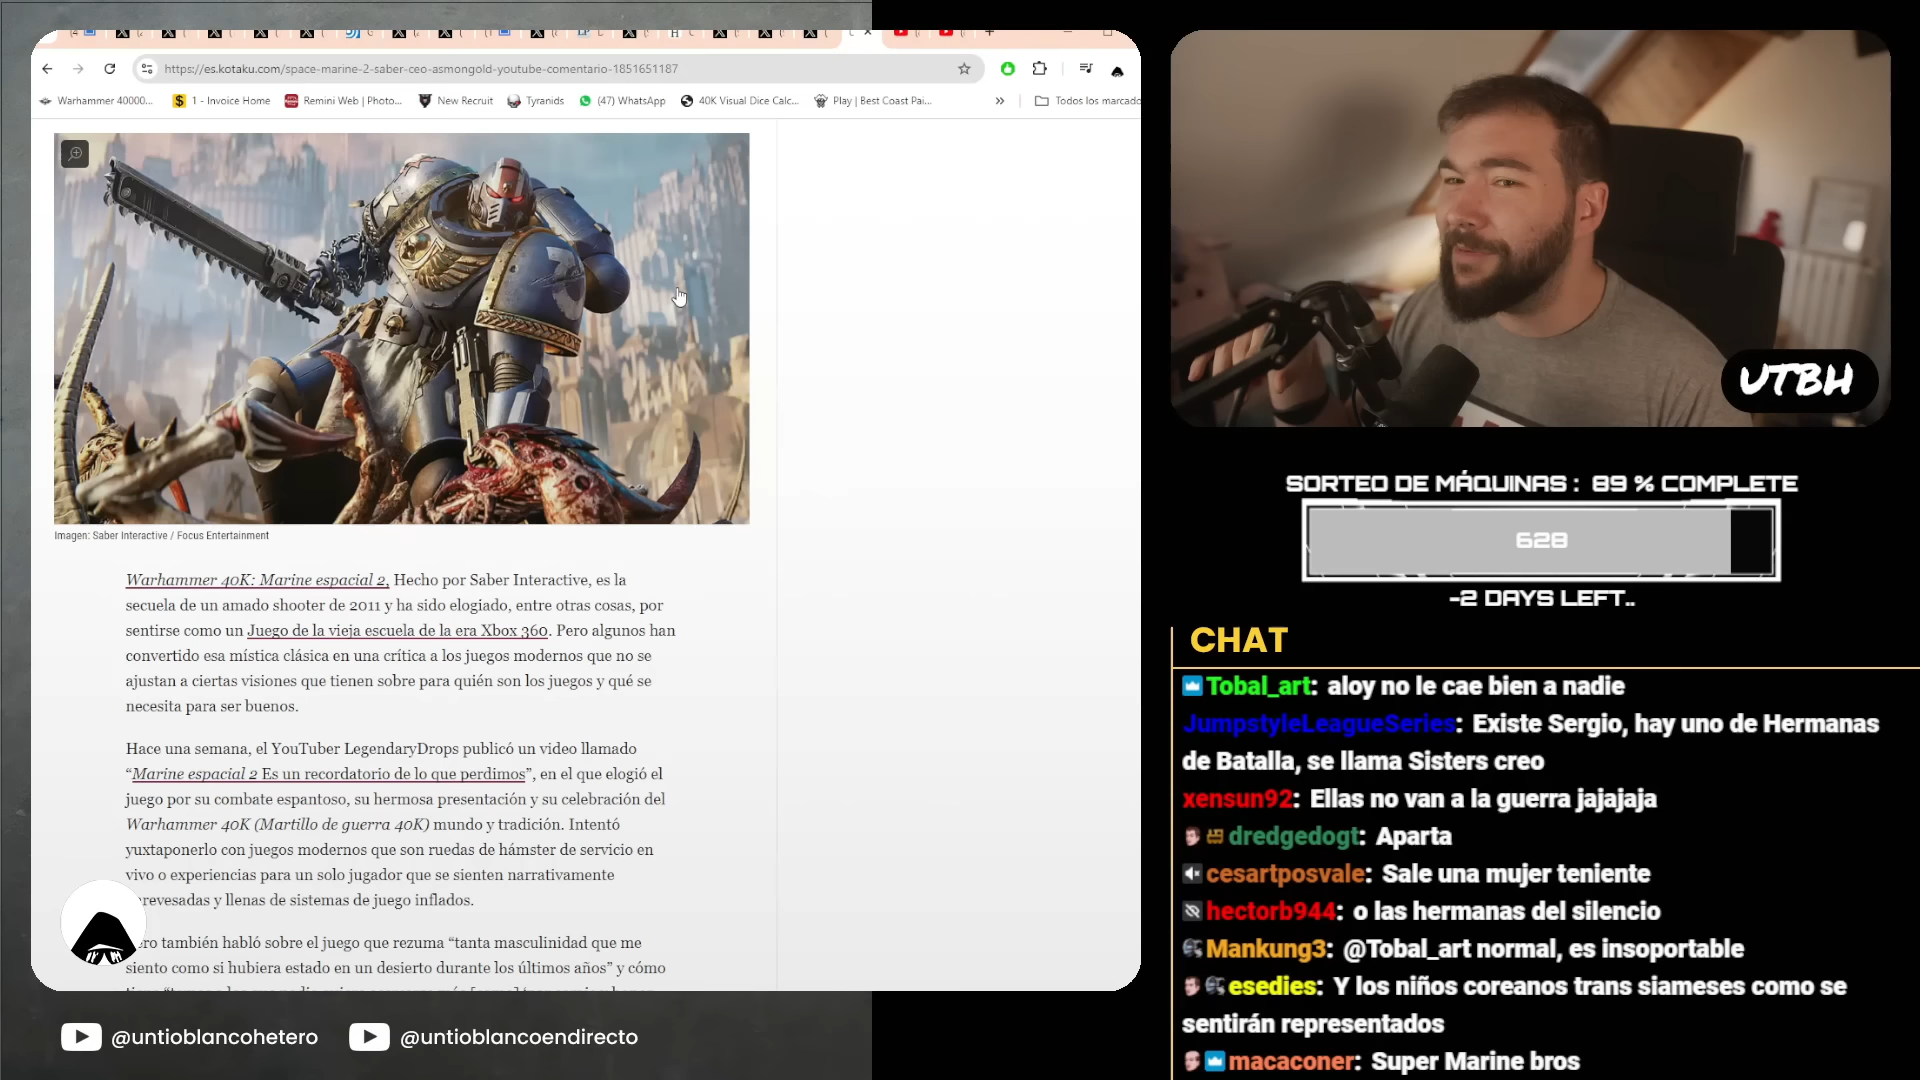 https://es.kotaku.com/space-marine-2-saber-ceo-asmongold-youtube-comentario-1851651187
Warhammer 40000...
1 - Invoice Home
Remini Web | Photo...
New Recruit
Tyranids
(47) WhatsApp
40K Visual Dice Calc...
Play | Best Coast Pai...
Todos los marcado
Imagen: Saber Interactive / Focus Entertainment
Warhammer 40K: Marine espacial 2, Hecho por Saber Interactive, es la
secuela de un amado shooter de 2011 y ha sido elogiado, entre otras cosas, por
sentirse como un Juego de la vieja escuela de la era Xbox 360. Pero algunos han
convertido esa mística clásica en una crítica a los juegos modernos que no se
ajustan a ciertas visiones que tienen sobre para quién son los juegos y qué se
necesita para ser buenos.
Hace una semana, el YouTuber LegendaryDrops publicó un video llamado
“Marine espacial 2 Es un recordatorio de lo que perdimos”, en el que elogió el
juego por su combate espantoso, su hermosa presentación y su celebración del
Warhammer 40K (Martillo de guerra 40K) mundo y tradición. Intentó
yuxtaponerlo con juegos modernos que son ruedas de hámster de servicio en
vivo o experiencias para un solo jugador que se sienten narrativamente
revesadas y llenas de sistemas de juego inflados.
ero también habló sobre el juego que rezuma “tanta masculinidad que me
siento como si hubiera estado en un desierto durante los últimos años” y cómo
@untioblancohetero
@untioblancoendirecto
UTBH
SORTEO DE MÁQUINAS : 89 % COMPLETE
628
-2 DAYS LEFT..
CHAT
Tobal_art: aloy no le cae bien a nadie
JumpstyleLeagueSeries: Existe Sergio, hay uno de Hermanas
de Batalla, se llama Sisters creo
xensun92: Ellas no van a la guerra jajajaja
dredgedogt: Aparta
cesartposvale: Sale una mujer teniente
hectorb944: o las hermanas del silencio
Mankung3: @Tobal_art normal, es insoportable
esedies: Y los niños coreanos trans siameses como se
sentirán representados
macaconer: Super Marine bros